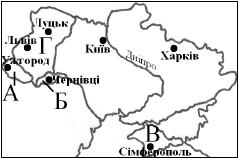 Луцьк
Львів
Г
Київ
Харків
Ужгород
Дніпро
Чернівці
А
Б
В
Сімферополь